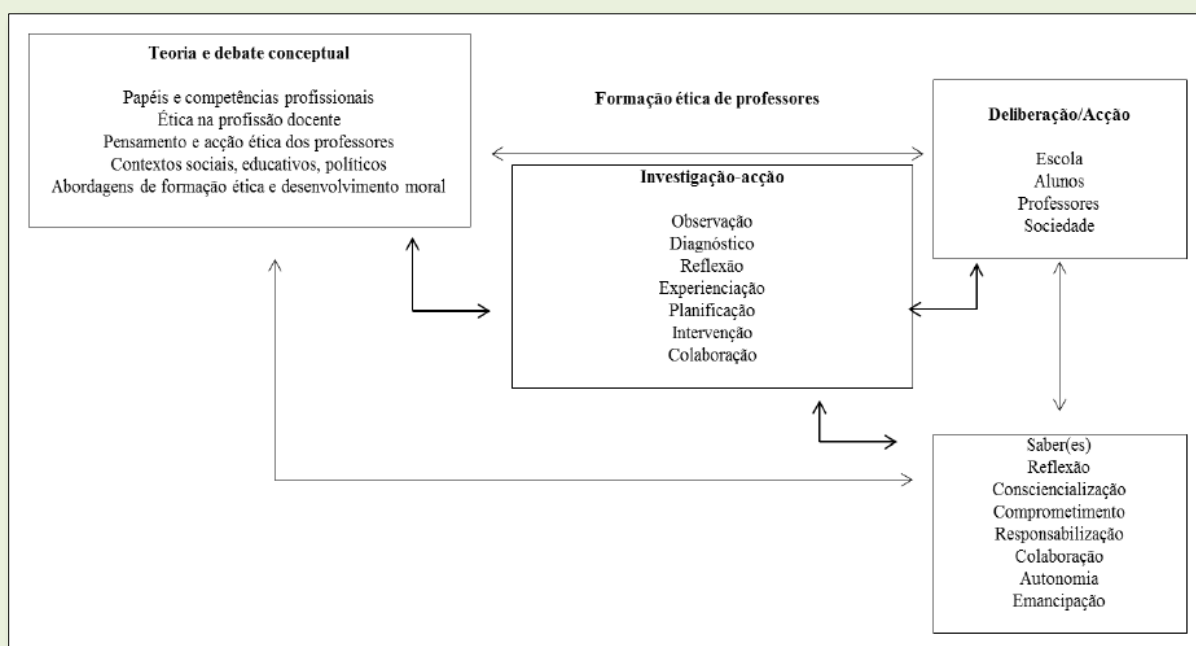 Teoria e debate conceptual
Papéis e competências profissionais
Ética na profissão docente
Pensamento e acção ética dos professores
Contextos sociais, educativos, políticos
Abordagens de formação ética e desenvolvimento moral
Formação ética de professores
Deliberação/Acção
Escola
Alunos
Professores
Sociedade
Investigação-acção
Observação
Diagnóstico
Reflexão
Experienciação
Planificação
Intervenção
Colaboração
Saber(es)
Reflexão
Consciencialização
Comprometimento
Responsabilização
Colaboração
Autonomia
Emancipação